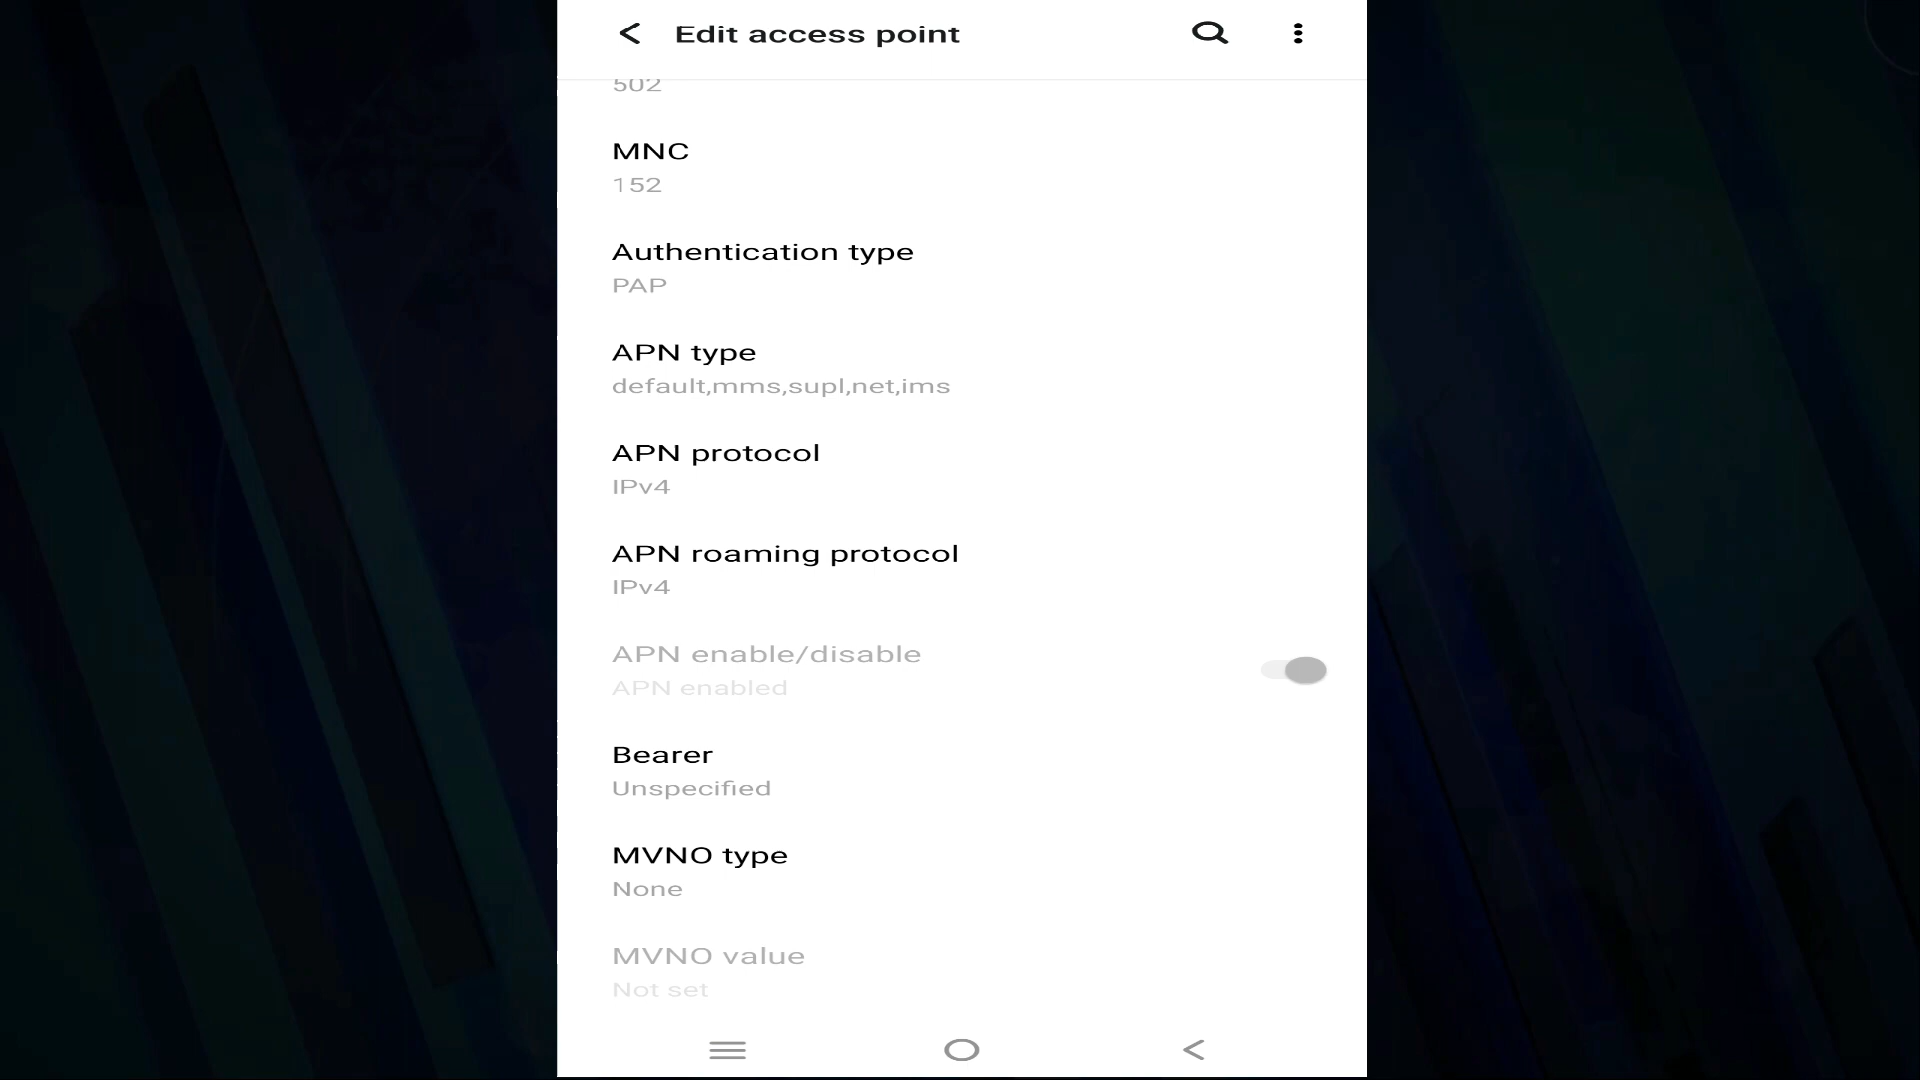 Edit access point
502
MNC
152
Authentication type
PAP
APN type
default,mms,supl,net,ims
APN protocol
IPv4
APN roaming protocol
IPv4
APN enable/disable
APN enabled
Bearer
Unspecified
MVNO type
None
MVNO value
Not set